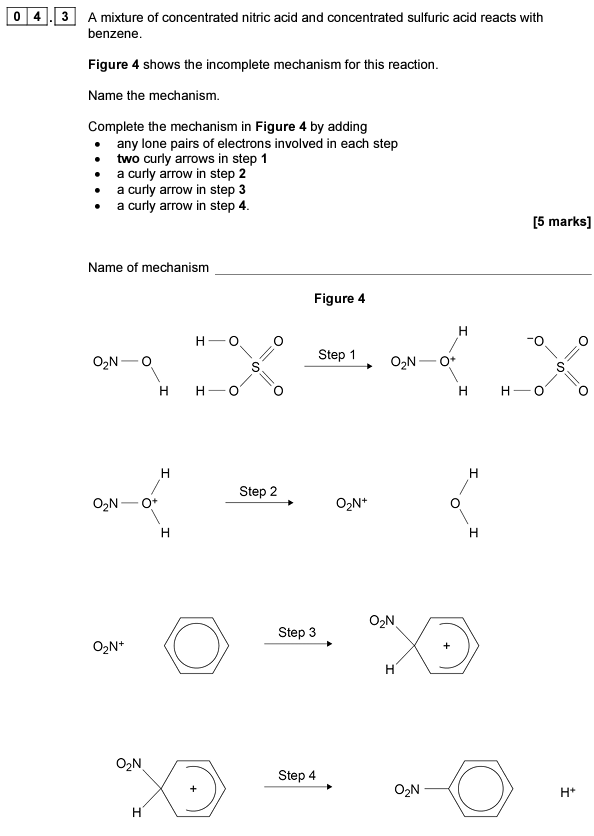 0 4 . 3 A mixture of concentrated nitric acid and concentrated sulfuric acid reacts with
benzene.
Figure 4 shows the incomplete mechanism for this reaction.
Name the mechanism.
Complete the mechanism in Figure 4 by adding
• any lone pairs of electrons involved in each step
• two curly arrows in step 1
• a curly arrow in step 2
• a curly arrow in step 3
• a curly arrow in step 4.
[5 marks]
Name of mechanism
Figure 4
H
H O O Step 1 ⁻O O
O₂N O S O₂N O⁺ S
H H O O H H O O
H H
O₂N O⁺ Step 2 O₂N⁺ O
H H
O₂N⁺ Step 3 O₂N
H +
O₂N Step 4
H + O₂N H⁺